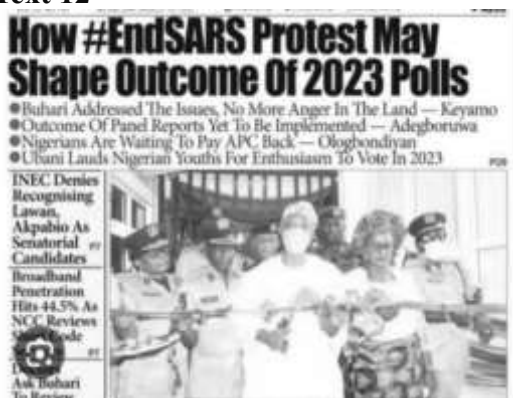 Text 12
How #EndSARS Protest May
Shape Outcome Of 2023 Polls
●Buhari Addressed The Issues, No More Anger In The Land — Keyamo
●Outcome Of Panel Reports Yet To Be Implemented — Adegboruwa
●Nigerians Are Waiting To Pay APC Back — Ologbondiyan
●Ubani Lauds Nigerian Youths For Enthusiasm To Vote In 2023
INEC Denies
Recognising
Lawan,
Akpabio As
Senatorial
Candidates
Broadband
Penetration
Hits 44.5% As
NCC Reviews
Ask Buhari
To Review